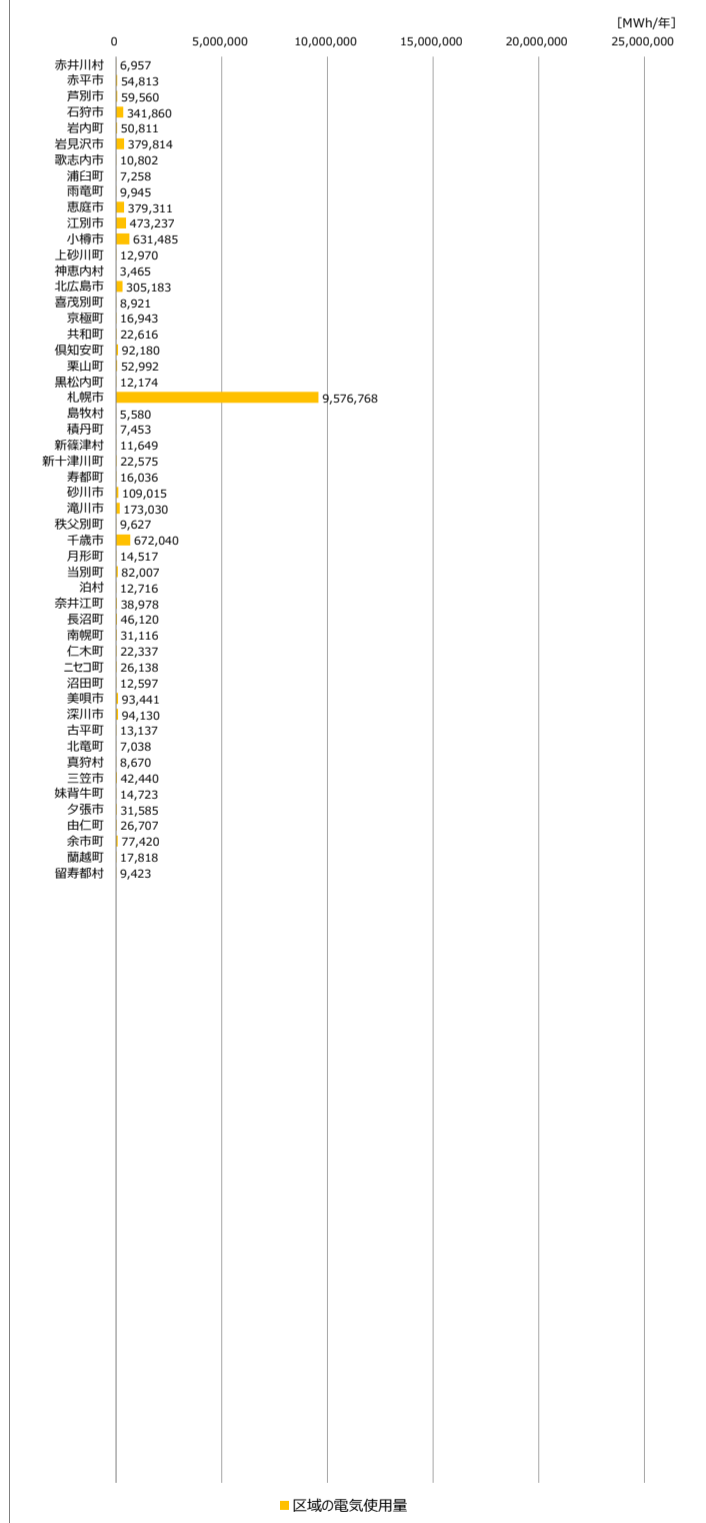 [MWh/年]
0 5,000,000 10,000,000 15,000,000 20,000,000 25,000,000
赤井川村 6,957
赤平市 54,813
芦別市 59,560
石狩市 341,860
岩内町 50,811
岩見沢市 379,814
歌志内市 10,802
浦臼町 7,258
雨竜町 9,945
恵庭市 379,311
江別市 473,237
小樽市 631,485
上砂川町 12,970
神恵内村 3,465
北広島市 305,183
喜茂別町 8,921
京極町 16,943
共和町 22,616
倶知安町 92,180
栗山町 52,992
黒松内町 12,174
札幌市 9,576,768
島牧村 5,580
積丹町 7,453
新篠津村 11,649
新十津川町 22,575
寿都町 16,036
砂川市 109,015
滝川市 173,030
秩父別町 9,627
千歳市 672,040
月形町 14,517
当別町 82,007
泊村 12,716
奈井江町 38,978
長沼町 46,120
南幌町 31,116
仁木町 22,337
ニセコ町 26,138
沼田町 12,597
美唄市 93,441
深川市 94,130
古平町 13,137
北竜町 7,038
真狩村 8,670
三笠市 42,440
妹背牛町 14,723
夕張市 31,585
由仁町 26,707
余市町 77,420
蘭越町 17,818
留寿都村 9,423
区域の電気使用量